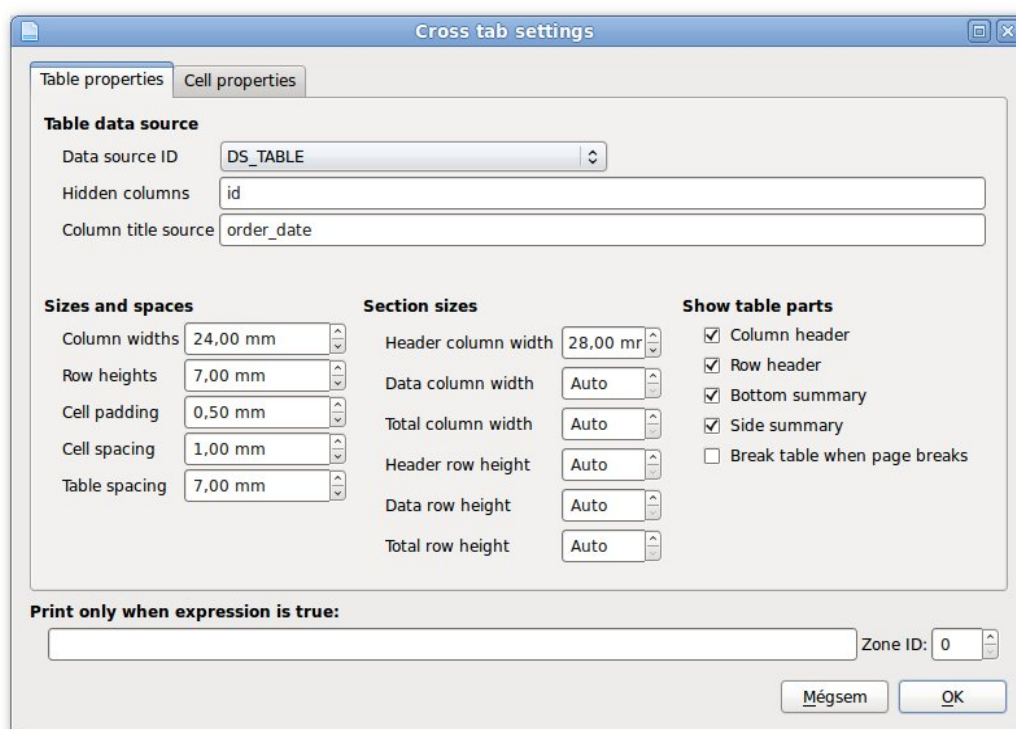 Cross tab settings
Table properties Cell properties
Table data source
Data source ID DS_TABLE
Hidden columns id
Column title source order_date
Sizes and spaces Section sizes Show table parts
Column widths 24,00 mm Header column width 28,00 mr Column header
Row heights 7,00 mm Data column width Auto Row header
Cell padding 0,50 mm Total column width Auto Bottom summary
Cell spacing 1,00 mm Header row height Auto Side summary
Table spacing 7,00 mm Data row height Auto Break table when page breaks
Total row height Auto
Print only when expression is true:
Zone ID: 0
Mégsem OK